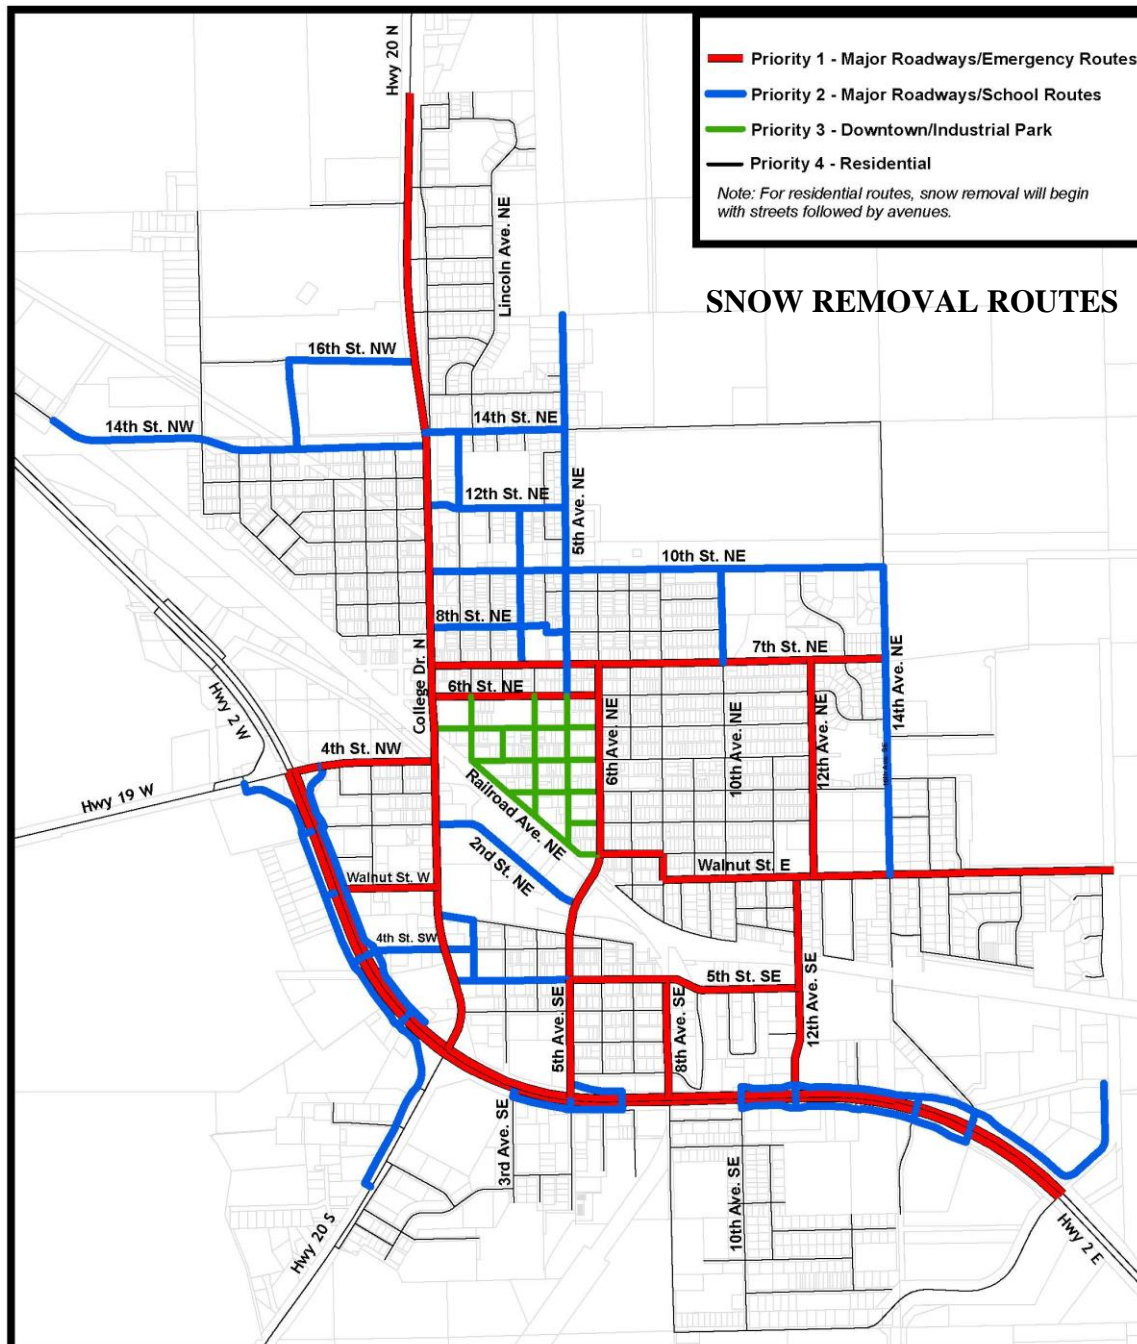 Hwy 20 N
Priority 1 - Major Roadways/Emergency Routes
Priority 2 - Major Roadways/School Routes
Priority 3 - Downtown/Industrial Park
Priority 4 - Residential
Note: For residential routes, snow removal will begin
with streets followed by avenues.
SNOW REMOVAL ROUTES
Lincoln Ave. NE
16th St. NW
14th St. NW
14th St. NE
12th St. NE
5th Ave. NE
10th St. NE
8th St. NE
7th St. NE
College Dr. N
6th St. NE
14th Ave. NE
Hwy 2 W
4th St. NW
6th Ave. NE
10th Ave. NE
12th Ave. NE
Hwy 19 W
Railroad Ave. NE
2nd St. NE
Walnut St. E
Walnut St. W
4th St. SW
5th St. SE
12th Ave. SE
5th Ave. SE
8th Ave. SE
3rd Ave. SE
10th Ave. SE
Hwy 20 S
Hwy 2 E